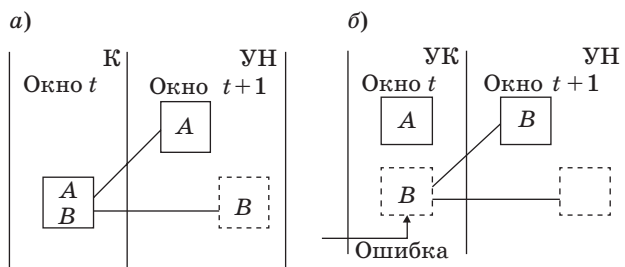 а)
К УН
Окно t Окно t+1
A
A
B
B
б)
УК УН
Окно t Окно t+1
A
B
B
Ошибка